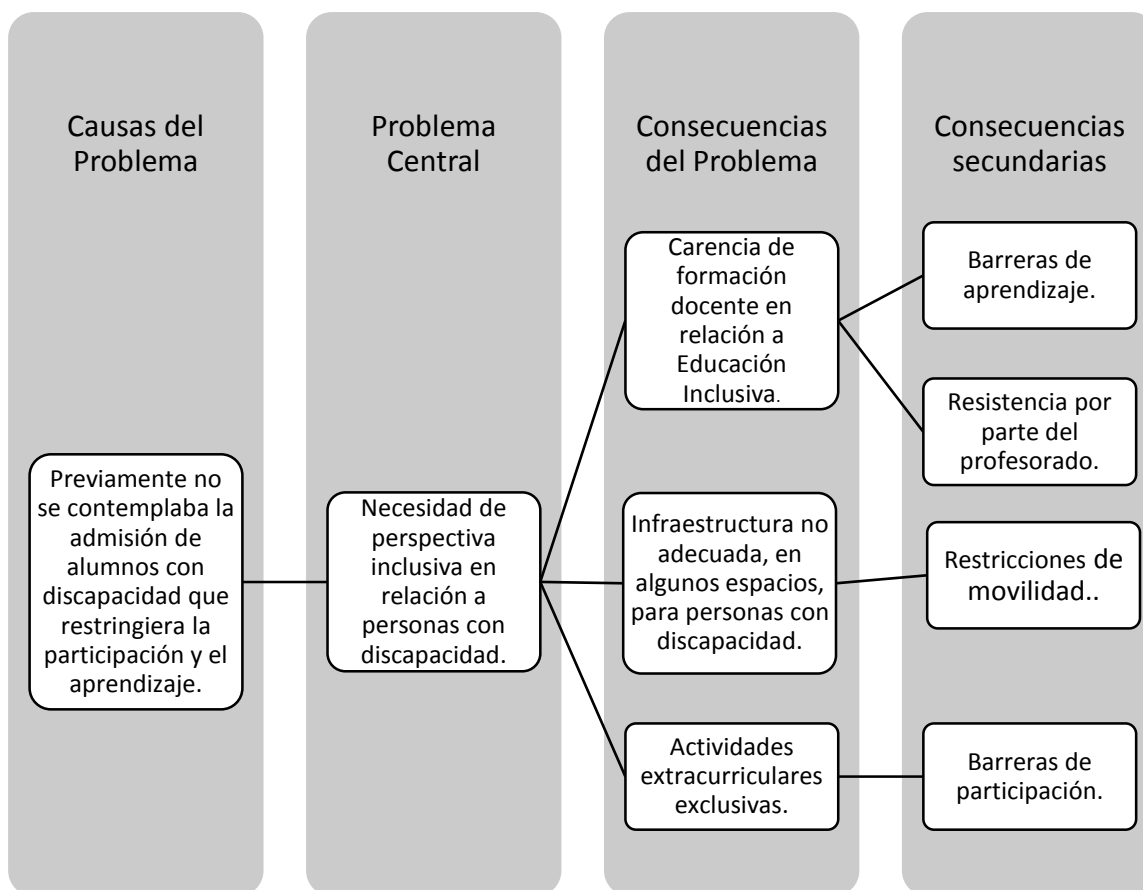 Causas del
Problema
Previamente no
se contemplaba la
admisión de
alumnos con
discapacidad que
restringiera la
participación y el
aprendizaje.
Problema
Central
Necesidad de
perspectiva
inclusiva en
relación a
personas con
discapacidad.
Consecuencias
del Problema
Carencia de
formación
docente en
relación a
Educación
Inclusiva.
Infraestructura no
adecuada, en
algunos espacios,
para personas con
discapacidad.
Actividades
extracurriculares
exclusivas.
Consecuencias
secundarias
Barreras de
aprendizaje.
Resistencia por
parte del
profesorado.
Restricciones de
movilidad..
Barreras de
participación.